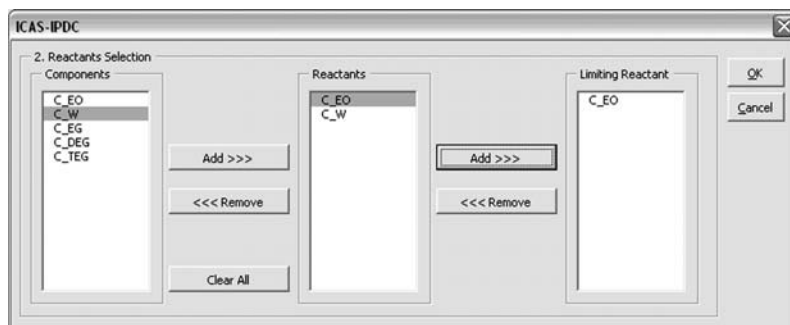 ICAS-IPDC
2. Reactants Selection
Components
C_EO
C_W
C_EG
C_DEG
C_TEG
Add >>>
<<< Remove
Clear All
Reactants
C_EO
C_W
Add >>>
<<< Remove
Limiting Reactant
C_EO
OK
Cancel